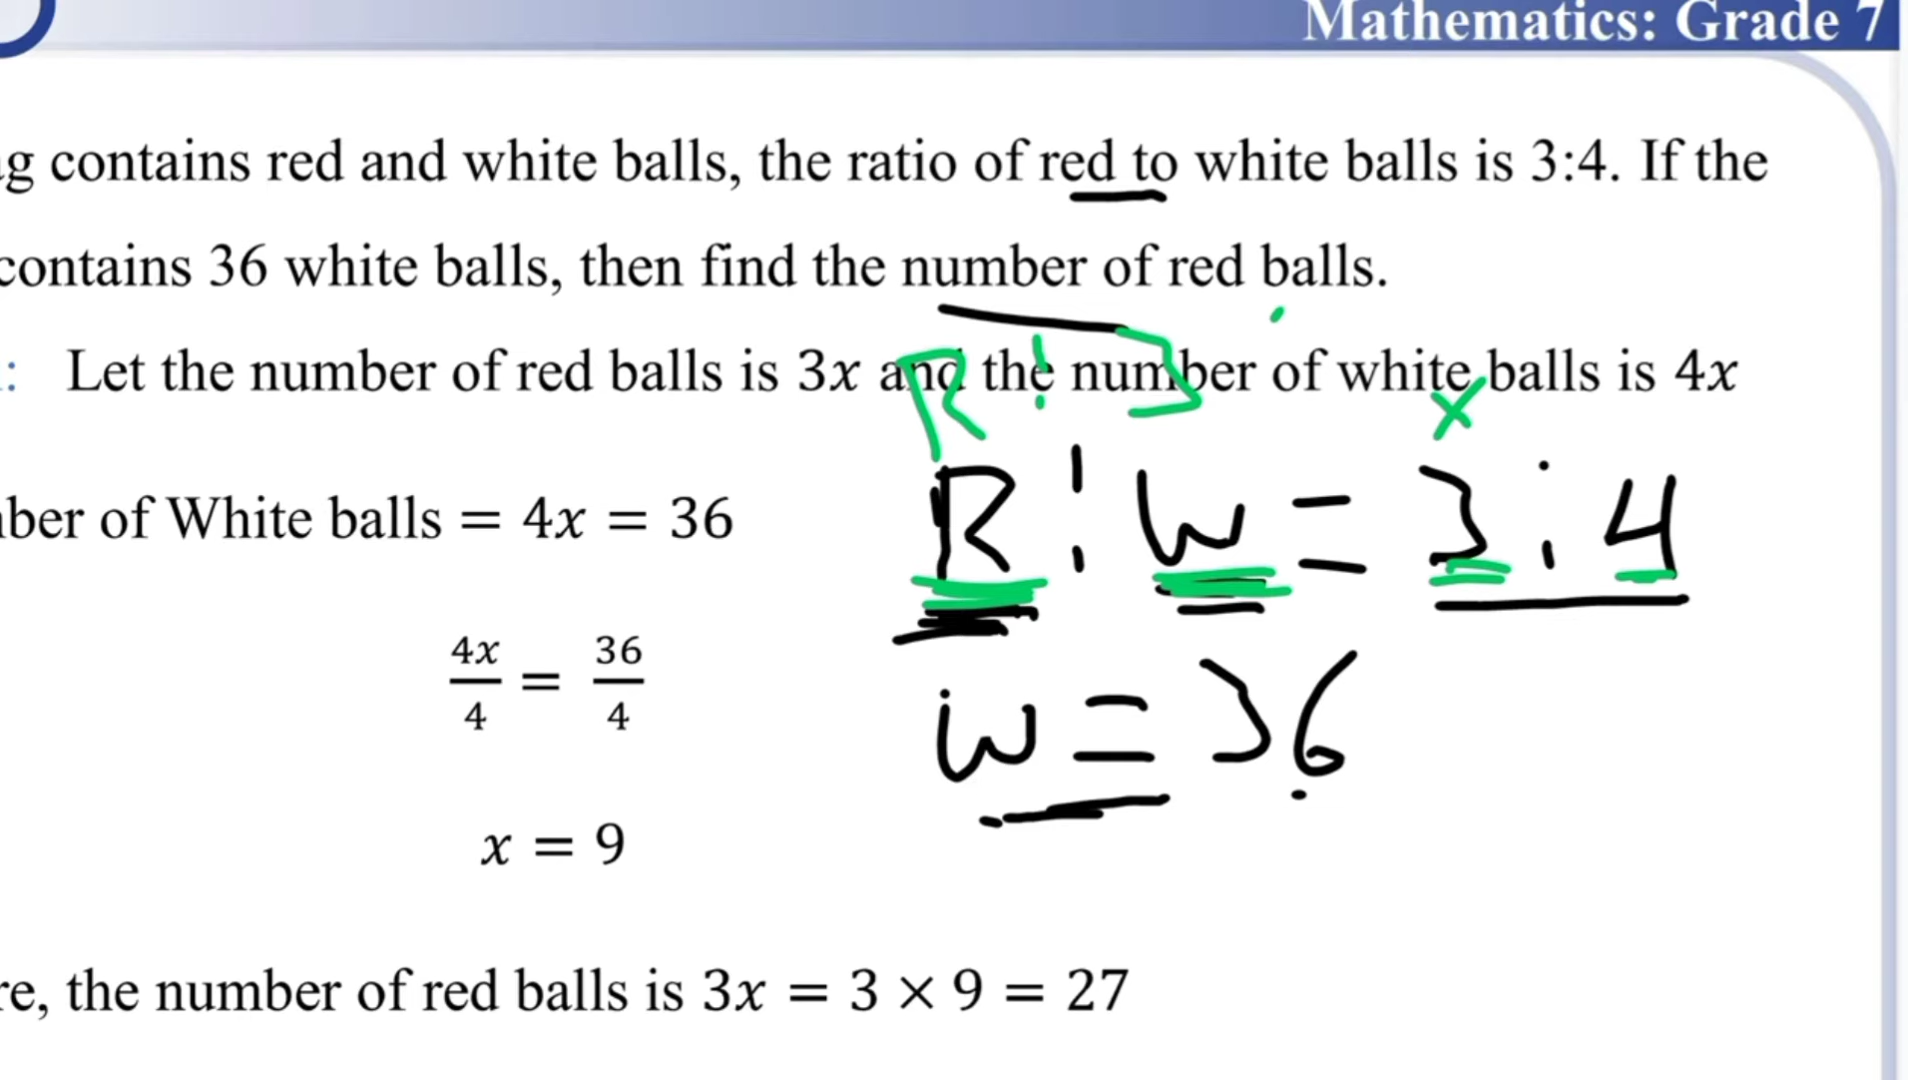 Mathematics: Grade 7
g contains red and white balls, the ratio of red to white balls is 3:4. If the
contains 36 white balls, then find the number of red balls.
: Let the number of red balls is 3x and the number of white balls is 4x
R : 3
x
ber of White balls = 4x = 36
R : W = 3 : 4
4x/4 = 36/4
w = 36
x = 9
re, the number of red balls is 3x = 3 × 9 = 27